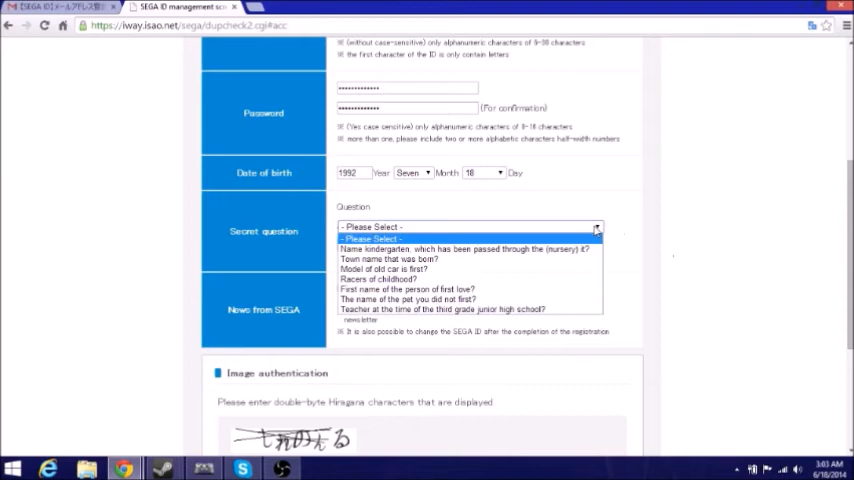 【SEGA ID】メールアドレス登
[SEGA ID] management scr
https://iway.isao.net/sega/dupcheck2.cgi#acc
※ (without case-sensitive) only alphanumeric characters of 6-38 characters
※ the first character of the ID is only contain letters
Password
(For confirmation)
※ (Yes case sensitive) only alphanumeric characters of 8-16 characters
※ more than one, please include two or more alphabetic characters half-width numbers
Date of birth
1992 Year Seven Month 18 Day
Question
Secret question
- Please Select -
- Please Select -
Name kindergarten, which has been passed through the (nursery) it?
Town name that was born?
Model of old car is first?
Racers of childhood?
First name of the person of first love?
The name of the pet you did not first?
Teacher at the time of the third grade junior high school?
News from SEGA
newsletter
※ It is also possible to change the SEGA ID after the completion of the registration
Image authentication
Please enter double-byte Hiragana characters that are displayed
3:03 AM
6/18/2014